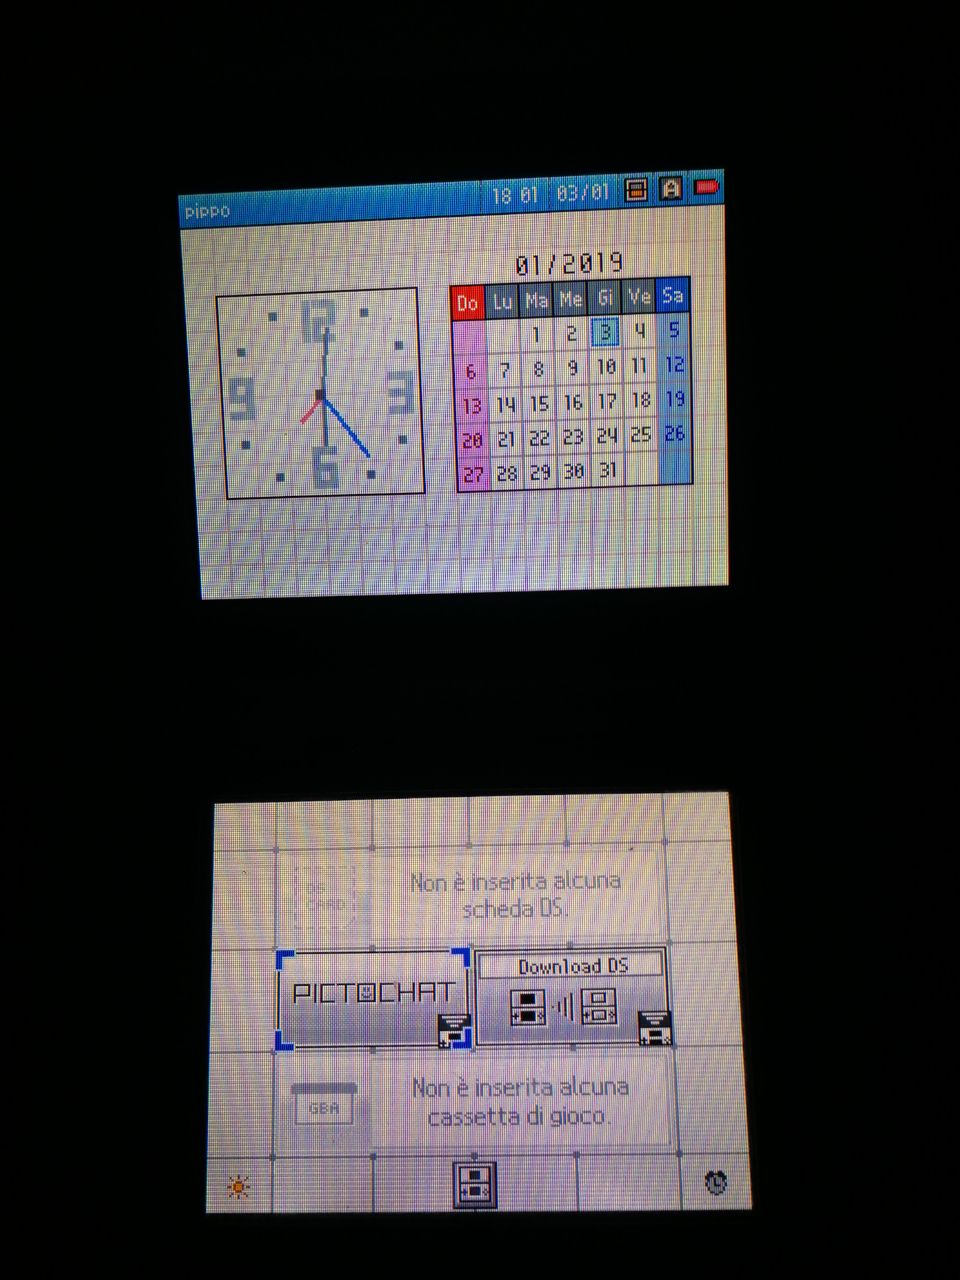 pippo 18 01 03/01 A
01/2019
Do Lu Ma Me Gi Ve Sa
1 2 3 4 5
6 7 8 9 10 11 12
13 14 15 16 17 18 19
20 21 22 23 24 25 26
27 28 29 30 31
12
9 3
6
DS
CARD
Non è inserita alcuna
scheda DS.
PICTOCHAT
Download DS
GBA
Non è inserita alcuna
cassetta di gioco.